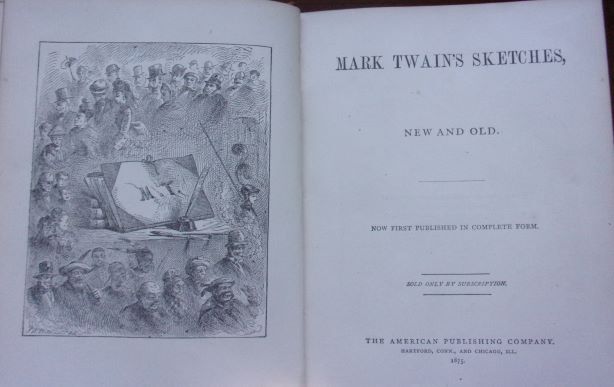 M.T.
MARK TWAIN'S SKETCHES,
NEW AND OLD.
NOW FIRST PUBLISHED IN COMPLETE FORM.
SOLD ONLY BY SUBSCRIPTION.
THE AMERICAN PUBLISHING COMPANY.
HARTFORD, CONN., AND CHICAGO, ILL.
1875.